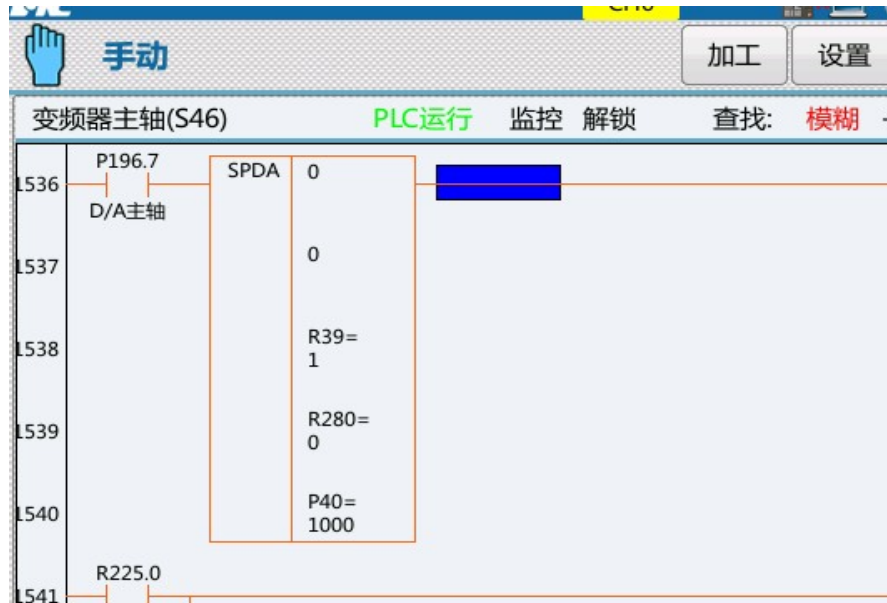 手动
加工
设置
变频器主轴(S46)
PLC运行
监控
解锁
查找:
模糊
1536
P196.7
D/A主轴
SPDA
0
1537
0
1538
R39=
1
1539
R280=
0
1540
P40=
1000
R225.0
1541